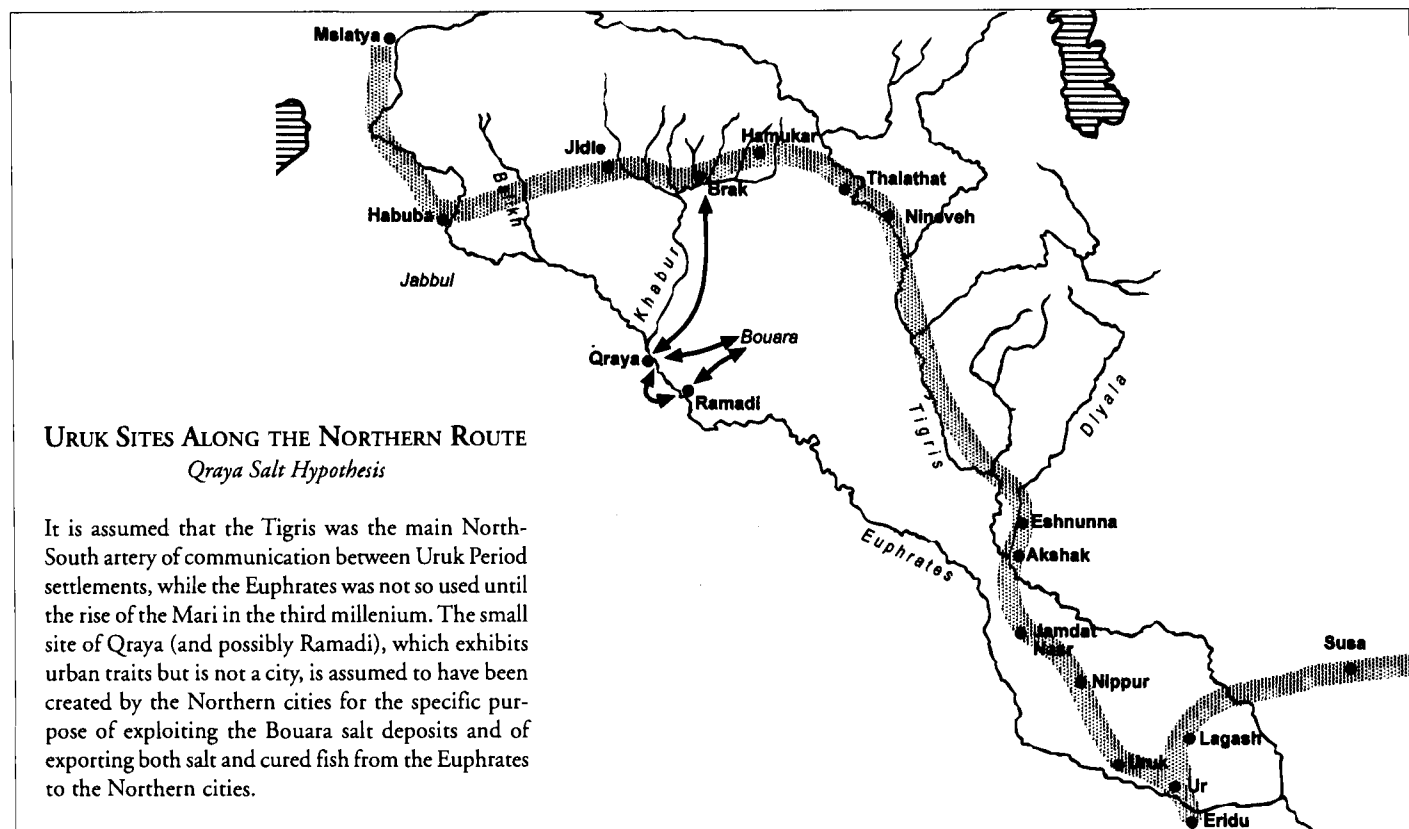 Malatya
Hamukar
Jidle
Brak
Thalathat
Nineveh
Balikh
Habuba
Jabbul
Khabur
Bouara
Qraya
Ramadi
Diyala
Tigris
URUK SITES ALONG THE NORTHERN ROUTE
Qraya Salt Hypothesis
It is assumed that the Tigris was the main North-
South artery of communication between Uruk Period
settlements, while the Euphrates was not so used until
the rise of the Mari in the third millenium. The small
site of Qraya (and possibly Ramadi), which exhibits
urban traits but is not a city, is assumed to have been
created by the Northern cities for the specific pur-
pose of exploiting the Bouara salt deposits and of
exporting both salt and cured fish from the Euphrates
to the Northern cities.
Eshnunna
Akshak
Euphrates
Jamdat
Nasr
Nippur
Susa
Lagash
Uruk
Ur
Eridu